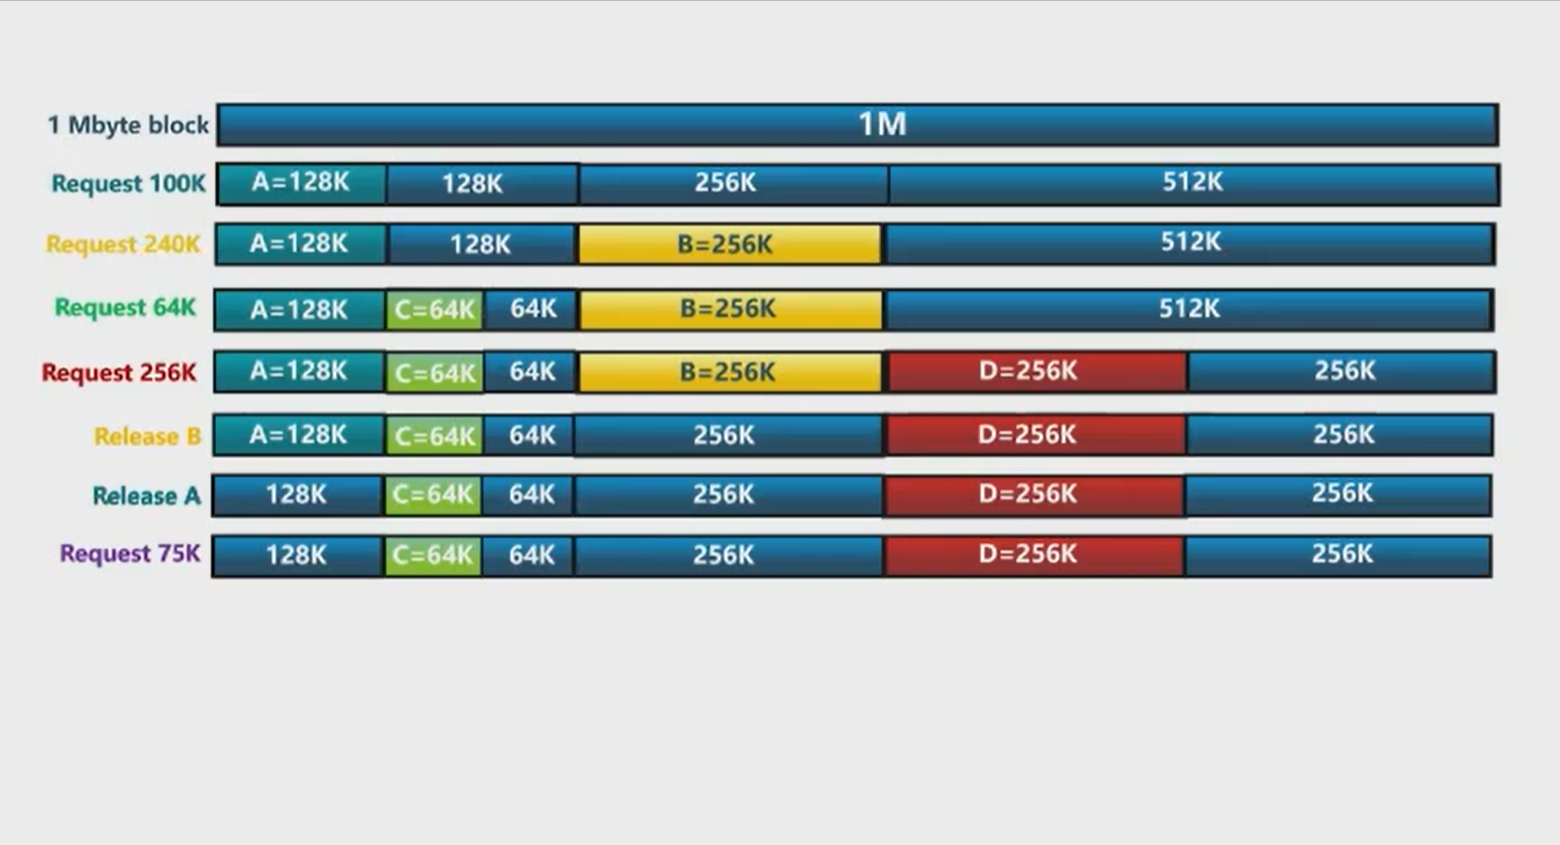 1 Mbyte block 1M
Request 100K A=128K 128K 256K 512K
Request 240K A=128K 128K B=256K 512K
Request 64K A=128K C=64K 64K B=256K 512K
Request 256K A=128K C=64K 64K B=256K D=256K 256K
Release B A=128K C=64K 64K 256K D=256K 256K
Release A 128K C=64K 64K 256K D=256K 256K
Request 75K 128K C=64K 64K 256K D=256K 256K